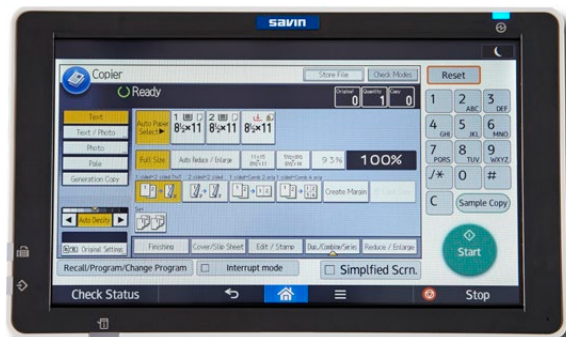 savin
Copier
Store File
Check Modes
Reset
Ready
Original
Quantity
Copy
0
1
0
1
2 ABC
3 DEF
Text
Auto Paper Select▶
1
8½×11
2
8½×11
8½×11
Text / Photo
4 GHI
5 JKL
6 MNO
Photo
Full Size
Auto Reduce / Enlarge
11x15
93%
100%
7 PQRS
8 TUV
9 WXYZ
Pale
Generation Copy
Create Margin
./*
0
#
C
Sample Copy
◀ Auto Density ▶
Start
Original Settings
Finishing
Cover/Slip Sheet
Edit / Stamp
Dup./Combine/Series
Reduce / Enlarge
Recall/Program/Change Program
Interrupt mode
Simplfied Scrn.
Check Status
Stop